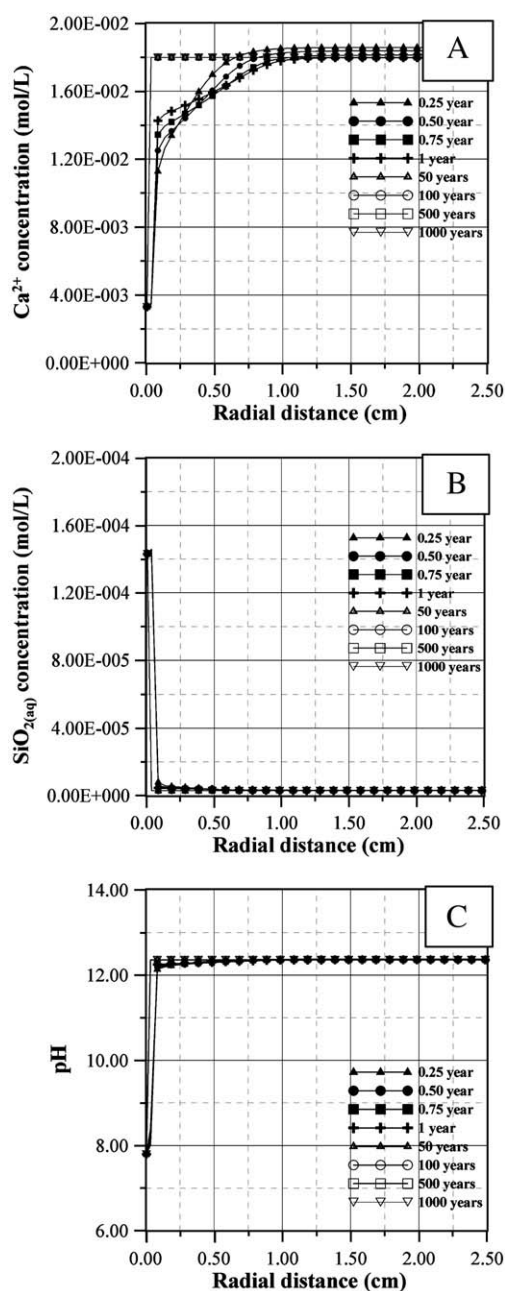 A
2.00E-002
1.60E-002
1.20E-002
8.00E-003
4.00E-003
0.00E+000
Ca2+ concentration (mol/L)
0.25 year
0.50 year
0.75 year
1 year
50 years
100 years
500 years
1000 years
0.00 0.50 1.00 1.50 2.00 2.50
Radial distance (cm)
B
2.00E-004
1.60E-004
1.20E-004
8.00E-005
4.00E-005
0.00E+000
SiO2(aq) concentration (mol/L)
0.25 year
0.50 year
0.75 year
1 year
50 years
100 years
500 years
1000 years
0.00 0.50 1.00 1.50 2.00 2.50
Radial distance (cm)
C
14.00
12.00
10.00
8.00
6.00
pH
0.25 year
0.50 year
0.75 year
1 year
50 years
100 years
500 years
1000 years
0.00 0.50 1.00 1.50 2.00 2.50
Radial distance (cm)